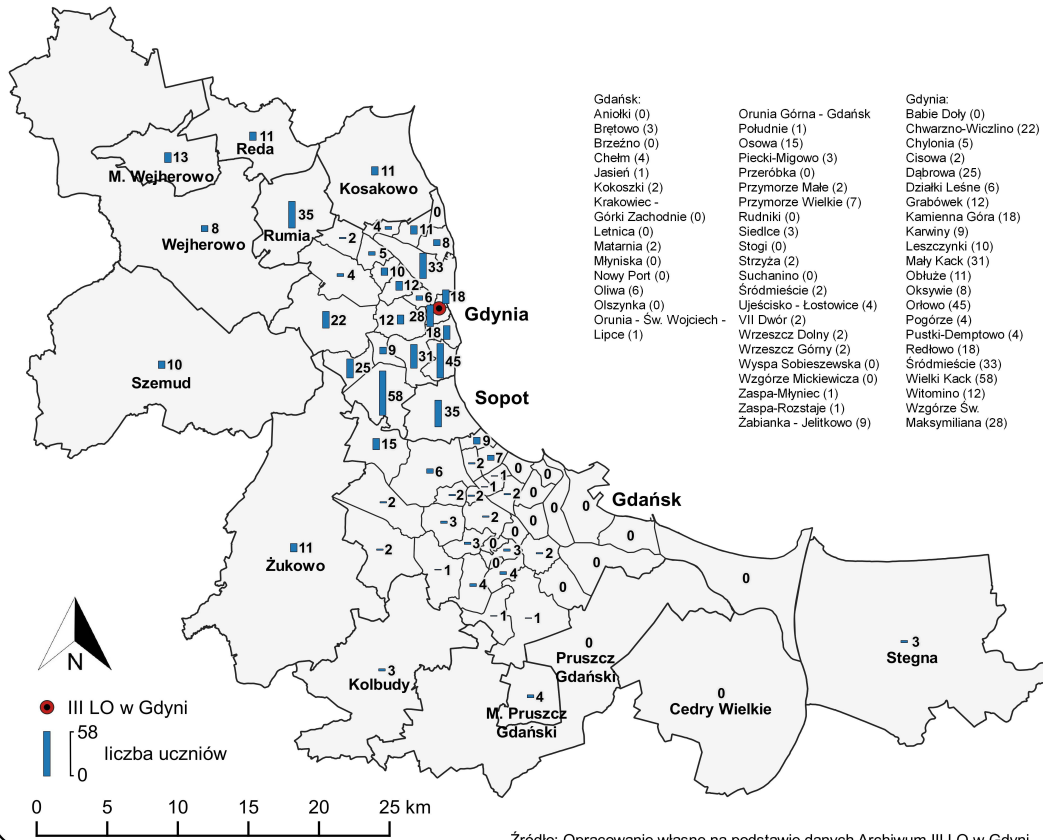 Gdańsk:
Aniołki (0)
Brętowo (3)
Brzeźno (0)
Chełm (4)
Jasień (1)
Kokoszki (2)
Krakowiec -
Górki Zachodnie (0)
Letnica (0)
Matarnia (2)
Młyniska (0)
Nowy Port (0)
Oliwa (6)
Olszynka (0)
Orunia - Św. Wojciech -
Lipce (1)
Orunia Górna - Gdańsk
Południe (1)
Osowa (15)
Piecki-Migowo (3)
Przeróbka (0)
Przymorze Małe (2)
Przymorze Wielkie (7)
Rudniki (0)
Siedlce (3)
Stogi (0)
Strzyża (2)
Suchanino (0)
Śródmieście (2)
Ujeścisko - Łostowice (4)
VII Dwór (2)
Wrzeszcz Dolny (2)
Wrzeszcz Górny (2)
Wyspa Sobieszewska (0)
Wzgórze Mickiewicza (0)
Zaspa-Młyniec (1)
Zaspa-Rozstaje (1)
Żabianka - Jelitkowo (9)
Gdynia:
Babie Doły (0)
Chwarzno-Wiczlino (22)
Chylonia (5)
Cisowa (2)
Dąbrowa (25)
Działki Leśne (6)
Grabówek (12)
Kamienna Góra (18)
Karwiny (9)
Leszczynki (10)
Mały Kack (31)
Obłuże (11)
Oksywie (8)
Orłowo (45)
Pogórze (4)
Pustki-Demptowo (4)
Redłowo (18)
Śródmieście (33)
Wielki Kack (58)
Witomino (12)
Wzgórze Św.
Maksymiliana (28)
11
Reda
13
M. Wejherowo
11
Kosakowo
35
Rumia
8
Wejherowo
0
4
11
2
8
5
33
10
4
12
6
18
Gdynia
22
12
28
18
9
31
45
25
10
Szemud
58
35
Sopot
15
9
2
7
6
1
0
0
1
2
2
2
0
2
0
0
Gdańsk
3
2
0
0
0
3
0
3
2
0
0
2
1
4
4
0
0
11
Żukowo
1
1
0
Pruszcz
Gdański
3
Stegna
3
Kolbudy
4
M. Pruszcz
Gdański
0
Cedry Wielkie
N
III LO w Gdyni
58
0
liczba uczniów
0
5
10
15
20
25 km
Źródło: Opracowanie własne na podstawie danych Archiwum III LO w Gdyni